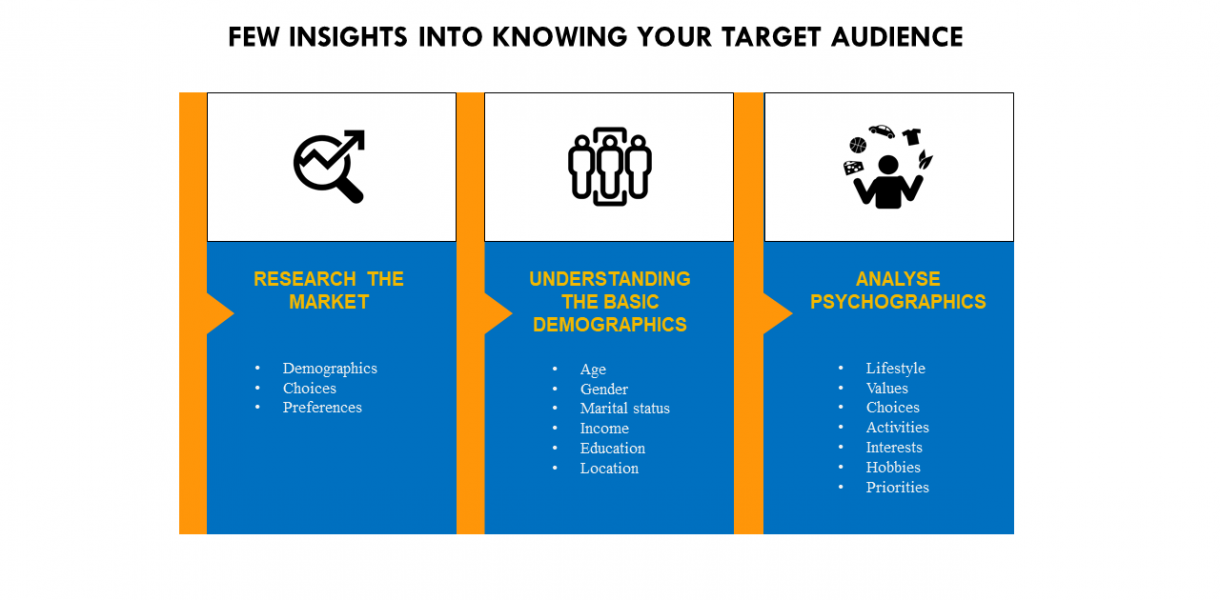 FEW INSIGHTS INTO KNOWING YOUR TARGET AUDIENCE
RESEARCH THE
MARKET
• Demographics
• Choices
• Preferences
UNDERSTANDING
THE BASIC
DEMOGRAPHICS
• Age
• Gender
• Marital status
• Income
• Education
• Location
ANALYSE
PSYCHOGRAPHICS
• Lifestyle
• Values
• Choices
• Activities
• Interests
• Hobbies
• Priorities